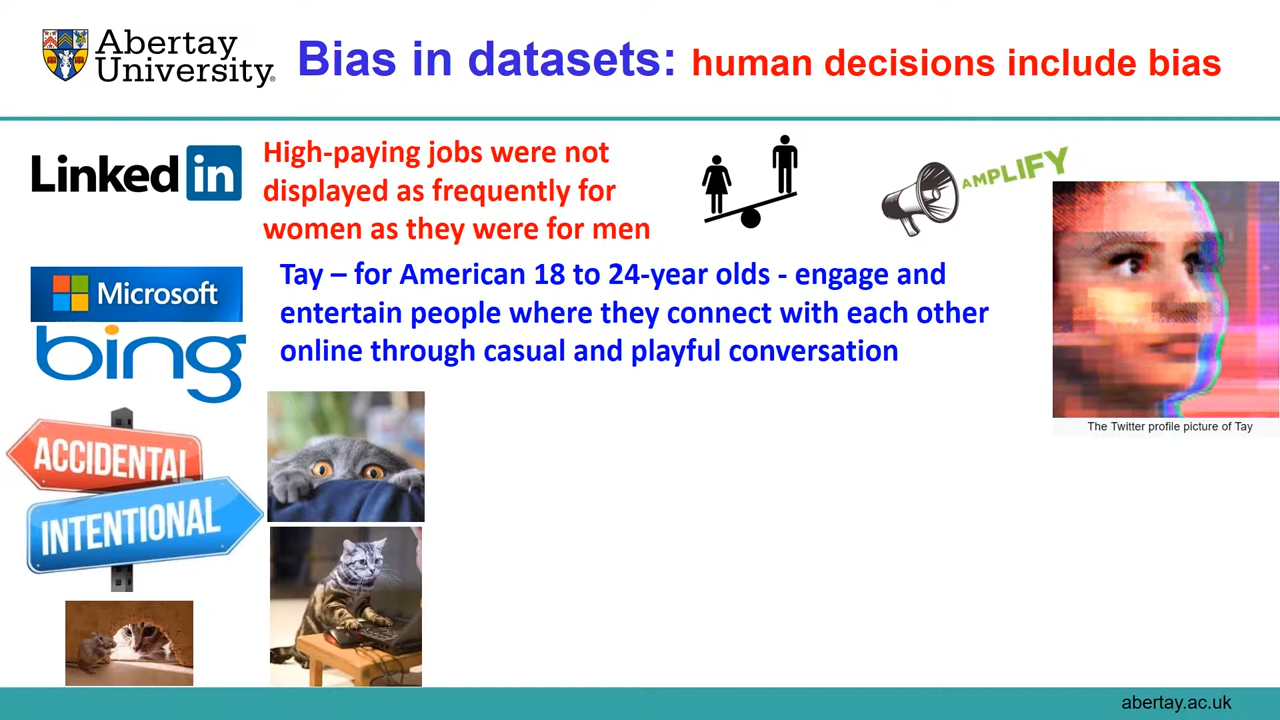 Abertay
University
Bias in datasets: human decisions include bias
Linked in
High-paying jobs were not
displayed as frequently for
women as they were for men
AMPLIFY
Microsoft
bing
Tay – for American 18 to 24-year olds - engage and
entertain people where they connect with each other
online through casual and playful conversation
The Twitter profile picture of Tay
ACCIDENTAL
INTENTIONAL
abertay.ac.uk